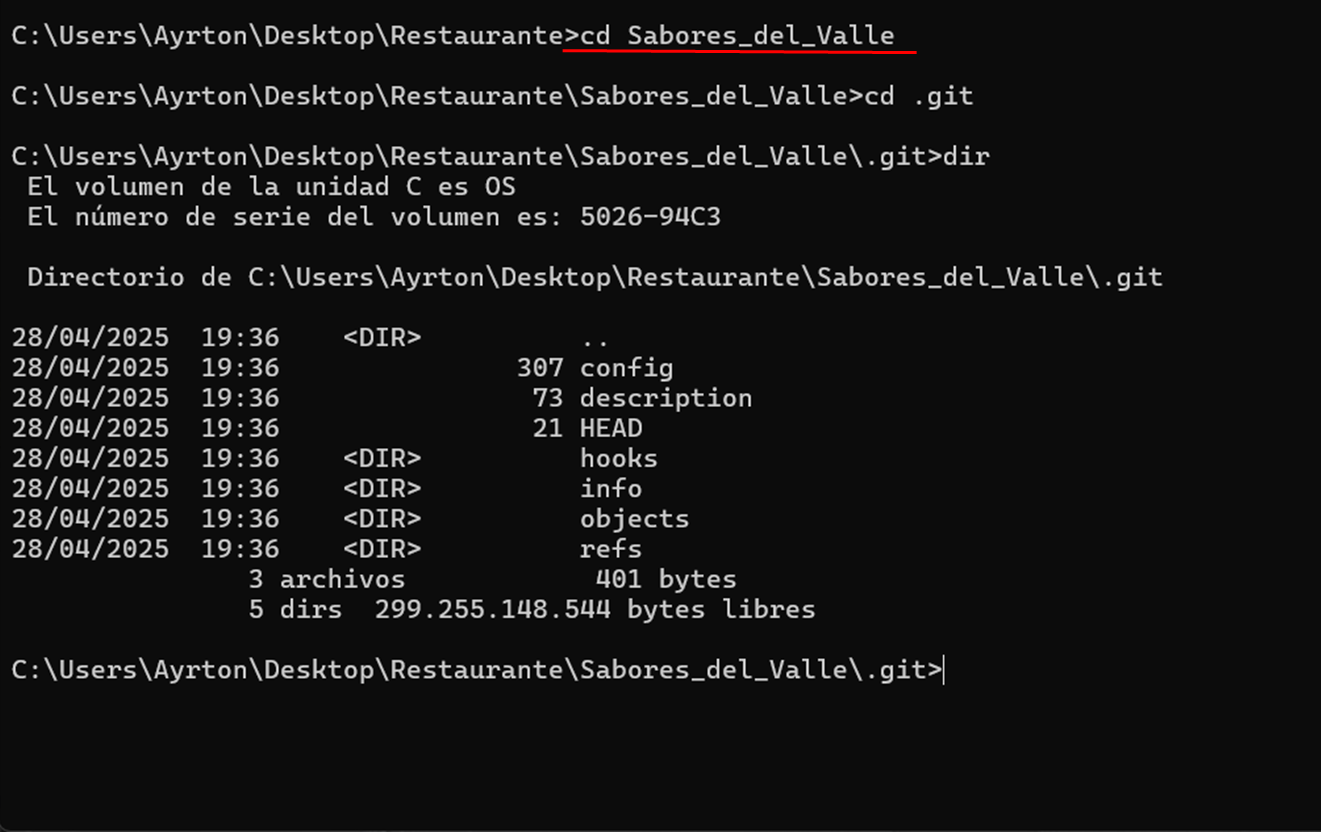 C:\Users\Ayrton\Desktop\Restaurante>cd Sabores_del_Valle
C:\Users\Ayrton\Desktop\Restaurante\Sabores_del_Valle>cd .git
C:\Users\Ayrton\Desktop\Restaurante\Sabores_del_Valle\.git>dir
El volumen de la unidad C es OS
El número de serie del volumen es: 5026-94C3
Directorio de C:\Users\Ayrton\Desktop\Restaurante\Sabores_del_Valle\.git
28/04/2025  19:36    <DIR>          ..
28/04/2025  19:36               307 config
28/04/2025  19:36                73 description
28/04/2025  19:36                21 HEAD
28/04/2025  19:36    <DIR>          hooks
28/04/2025  19:36    <DIR>          info
28/04/2025  19:36    <DIR>          objects
28/04/2025  19:36    <DIR>          refs
3 archivos            401 bytes
5 dirs  299.255.148.544 bytes libres
C:\Users\Ayrton\Desktop\Restaurante\Sabores_del_Valle\.git>